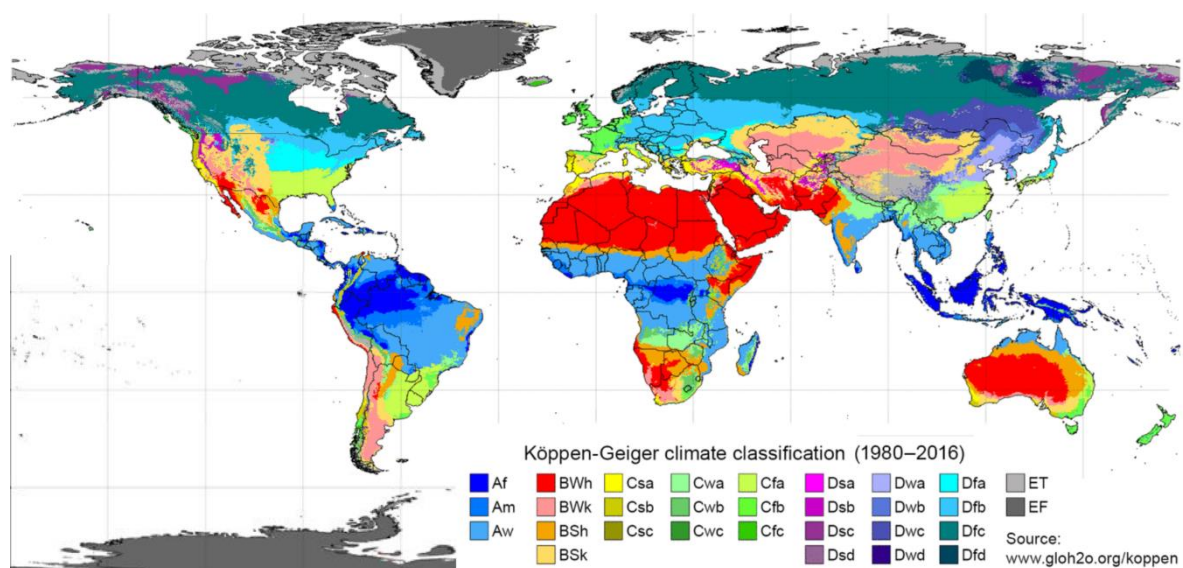 Köppen-Geiger climate classification (1980–2016)
Af BWh Csa Cwa Cfa Dsa Dwa Dfa ET
Am BWk Csb Cwb Cfb Dsb Dwb Dfb EF
Aw BSh Csc Cwc Cfc Dsc Dwc Dfc
BSk Dsd Dwd Dfd
Source:
www.gloh2o.org/koppen